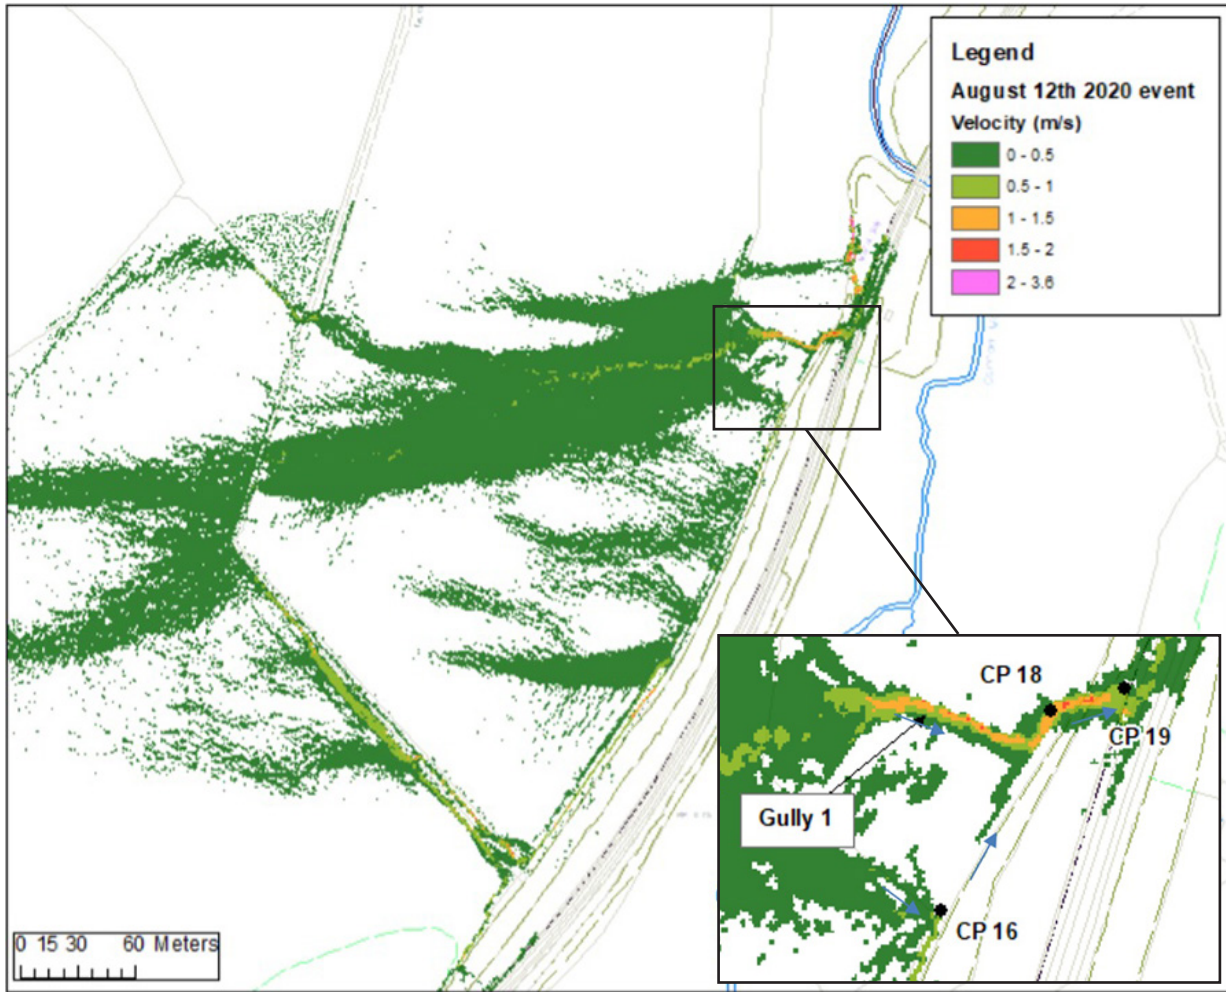 Legend
August 12th 2020 event
Velocity (m/s)
0 - 0.5
0.5 - 1
1 - 1.5
1.5 - 2
2 - 3.6
CP 18
CP 19
Gully 1
CP 16
0 15 30 60 Meters